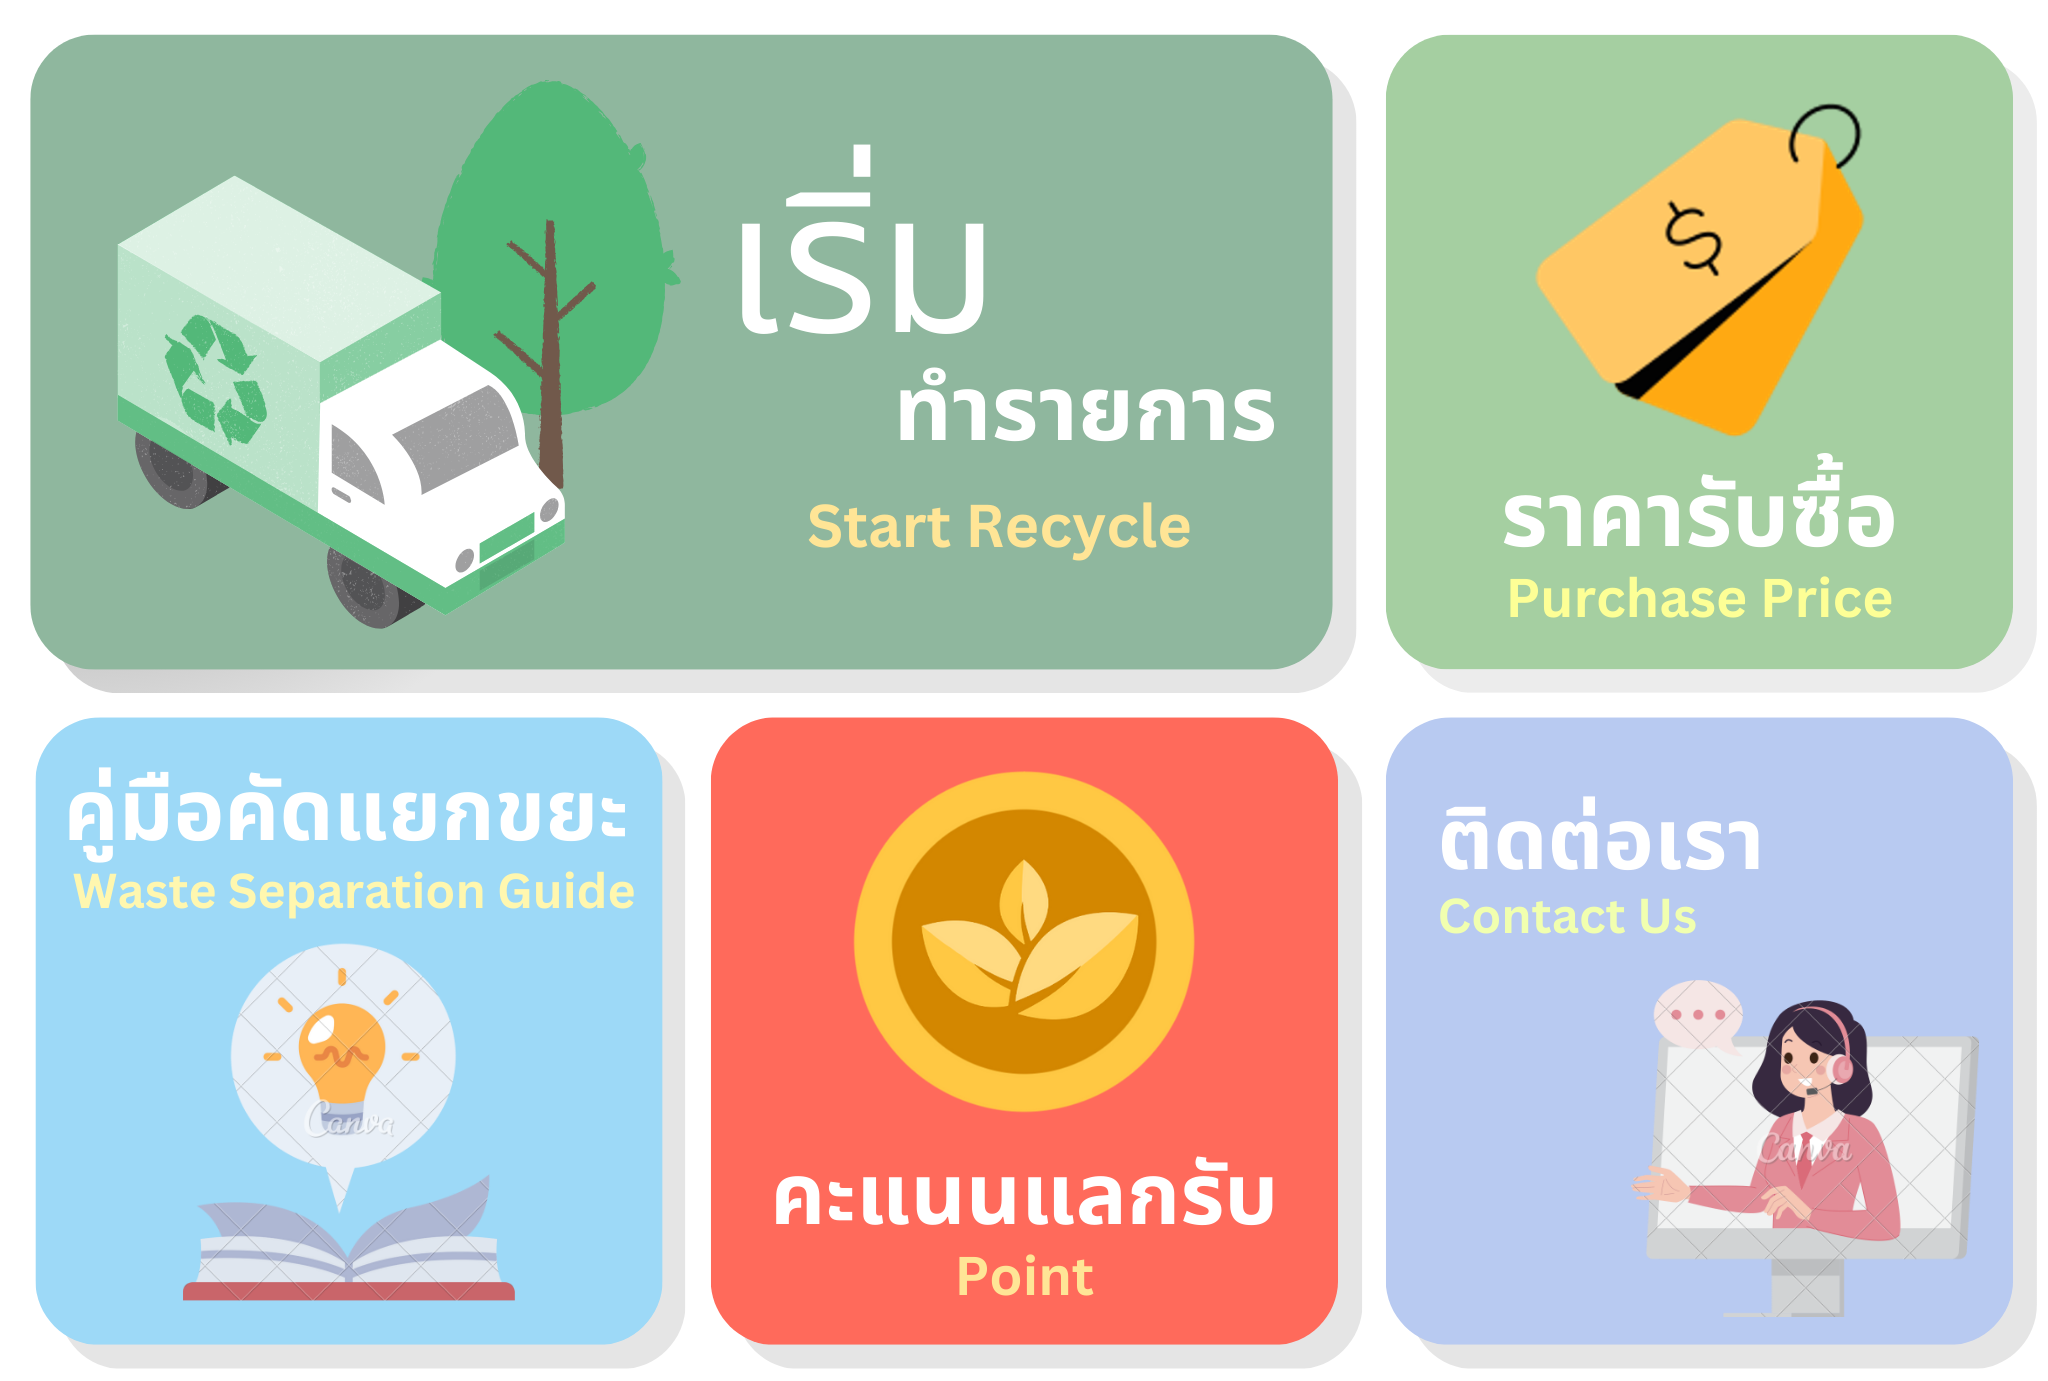 เริ่ม
ทำรายการ
Start Recycle
ราคารับซื้อ
Purchase Price
คู่มือคัดแยกขยะ
Waste Separation Guide
Canva
คะแนนแลกรับ
Point
ติดต่อเรา
Contact Us
Canva